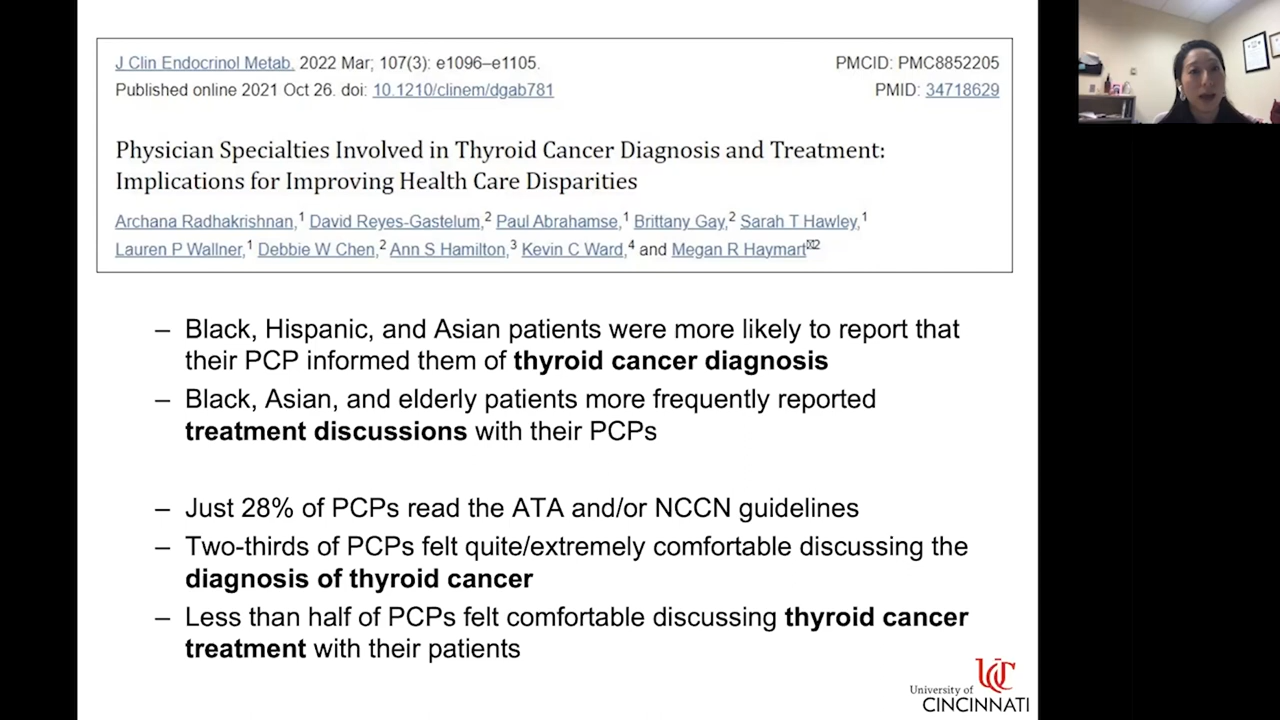 J Clin Endocrinol Metab. 2022 Mar; 107(3): e1096–e1105.
PMCID: PMC8852205
Published online 2021 Oct 26. doi: 10.1210/clinem/dgab781
PMID: 34718629
Physician Specialties Involved in Thyroid Cancer Diagnosis and Treatment:
Implications for Improving Health Care Disparities
Archana Radhakrishnan,1 David Reyes-Gastelum,2 Paul Abrahamse,1 Brittany Gay,2 Sarah T Hawley,1
Lauren P Wallner,1 Debbie W Chen,2 Ann S Hamilton,3 Kevin C Ward,4 and Megan R Haymart✉2
– Black, Hispanic, and Asian patients were more likely to report that
their PCP informed them of thyroid cancer diagnosis
– Black, Asian, and elderly patients more frequently reported
treatment discussions with their PCPs
– Just 28% of PCPs read the ATA and/or NCCN guidelines
– Two-thirds of PCPs felt quite/extremely comfortable discussing the
diagnosis of thyroid cancer
– Less than half of PCPs felt comfortable discussing thyroid cancer
treatment with their patients
UC
University of
CINCINNATI